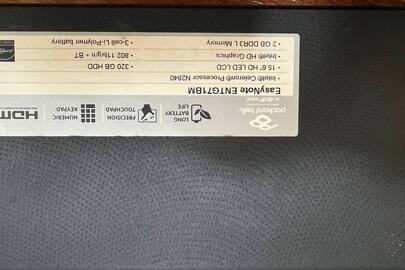 packard bell
LONG BATTERY LIFE
PRECISION TOUCHPAD
NUMERIC KEYPAD
HDMI
EasyNote ENTG71BM
Intel® Celeron® Processor N2840
• 15.6" HD LED LCD
• Intel® HD Graphics
• 2 GB DDR3 L Memory
• 320 GB HDD
• 802.11b/g/n + BT
• 3-cell Li-Polymer battery